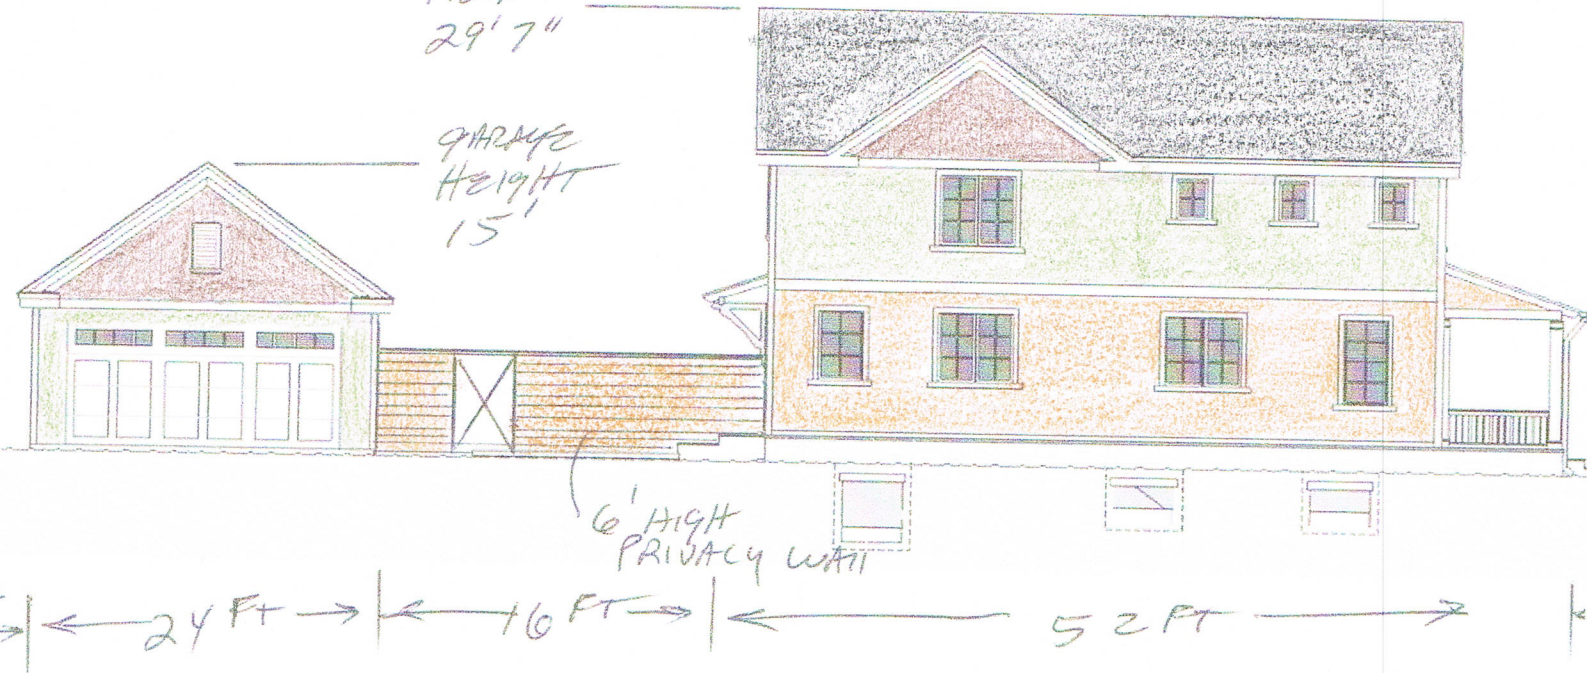 29'7"
GARAGE
HEIGHT
15'
6' HIGH
PRIVACY WALL
24 FT
16 FT
52 FT